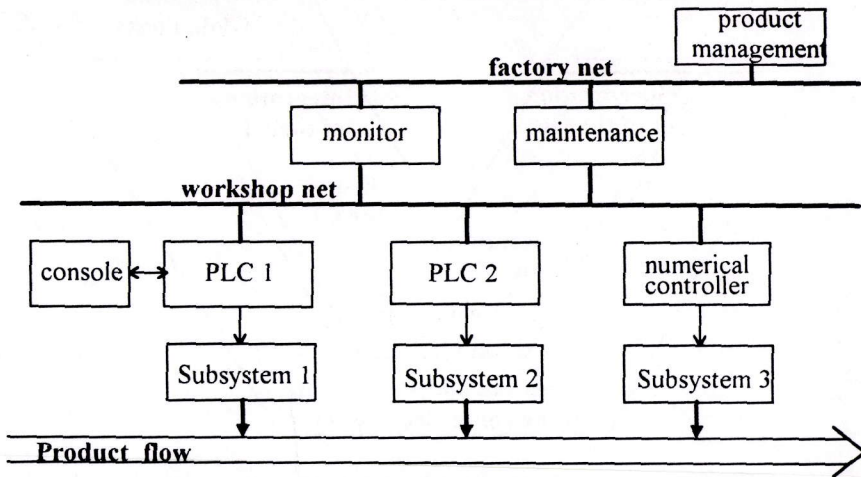 product
management
factory net
monitor
maintenance
workshop net
console
PLC 1
PLC 2
numerical
controller
Subsystem 1
Subsystem 2
Subsystem 3
Product flow